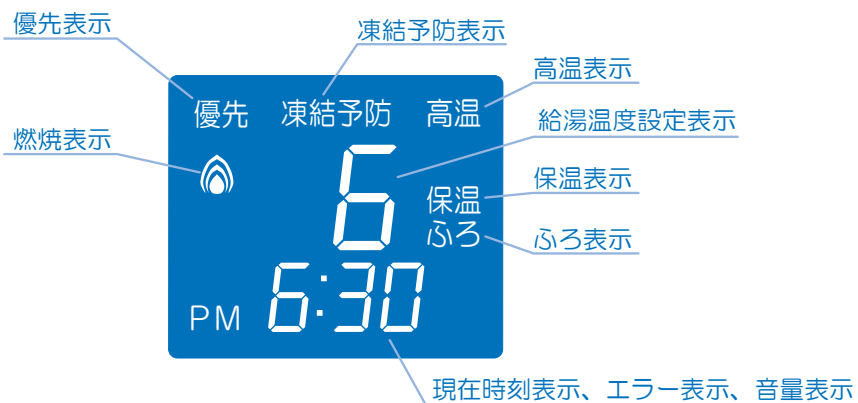 優先表示
凍結予防表示
高温表示
優先 凍結予防 高温
給湯温度設定表示
燃焼表示
6
保温表示
保温
ふろ
ふろ表示
PM 6:30
現在時刻表示、エラー表示、音量表示